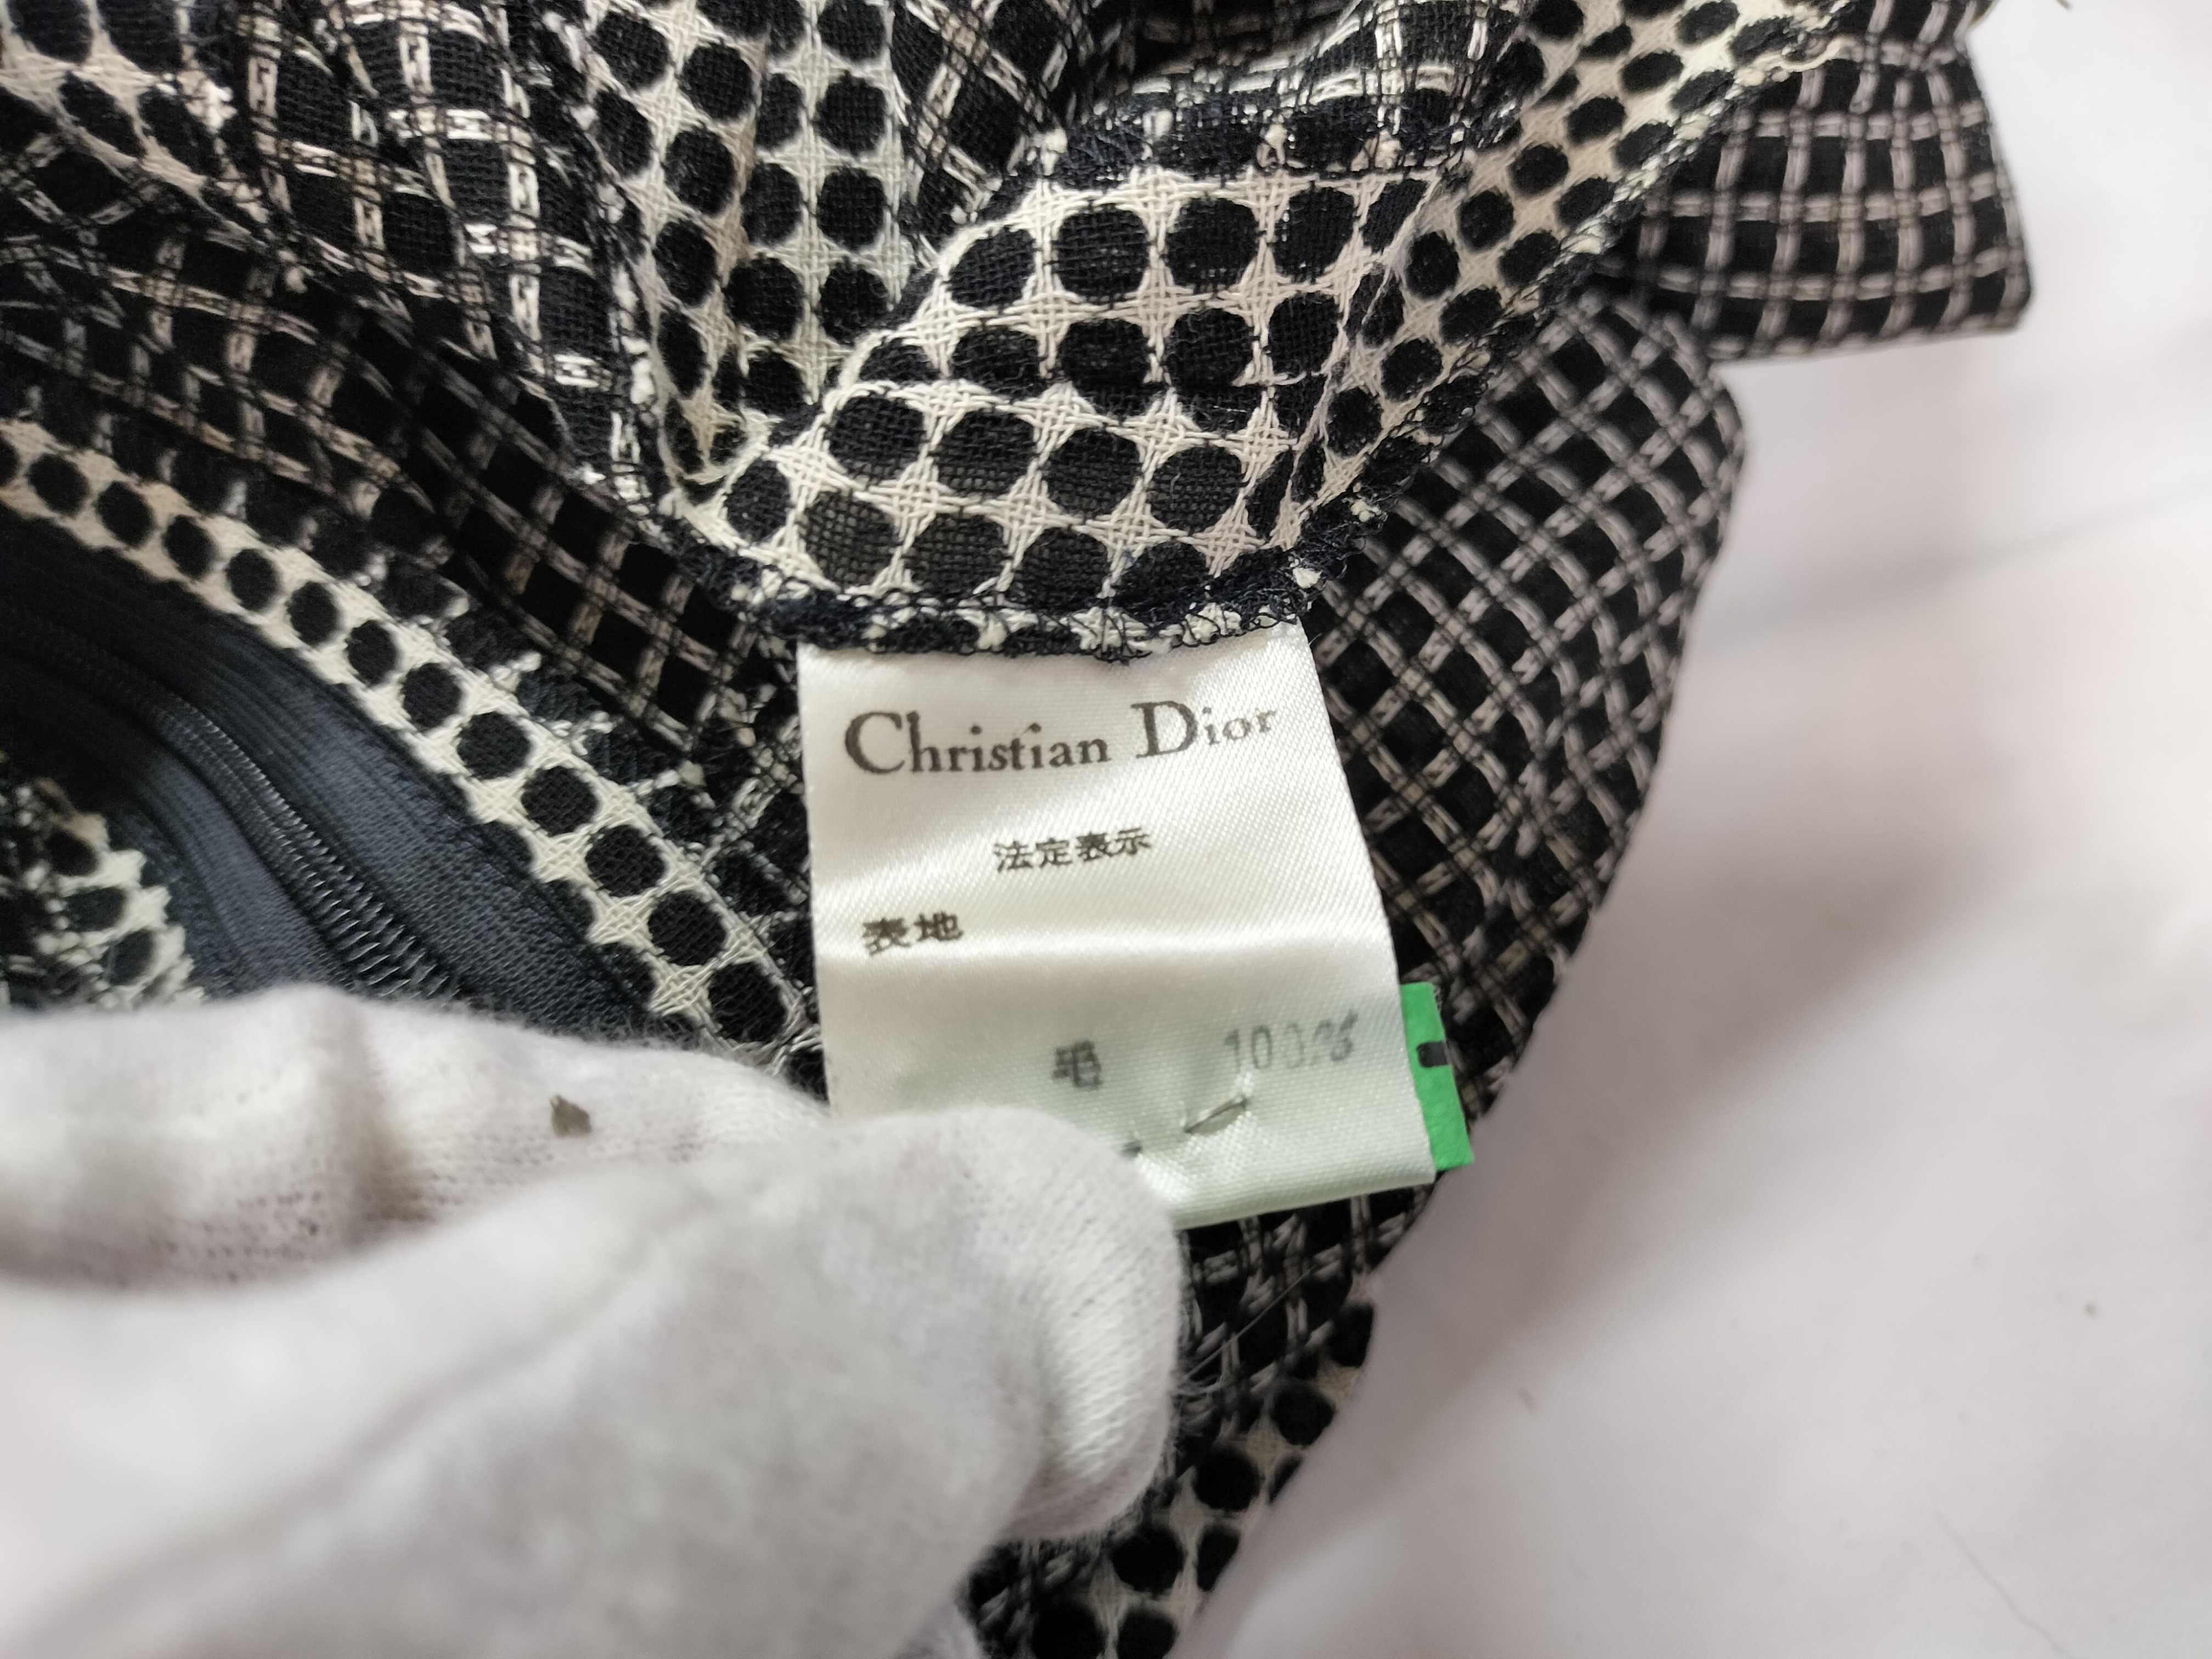 Christian Dior
法定表示
表地
毛 100%